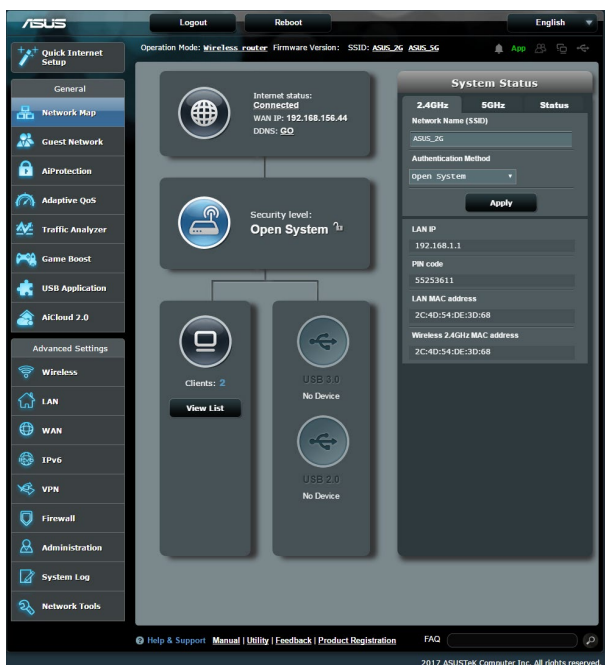 ASUS
Logout
Reboot
English
Quick Internet
Setup
Operation Mode: Wireless router Firmware Version: SSID: ASUS_2G ASUS_5G
App
General
Network Map
Guest Network
AiProtection
Adaptive QoS
Traffic Analyzer
Game Boost
USB Application
AiCloud 2.0
Advanced Settings
Wireless
LAN
WAN
IPv6
VPN
Firewall
Administration
System Log
Network Tools
Internet status:
Connected
WAN IP: 192.168.156.44
DDNS: GO
Security level:
Open System
Clients: 2
View List
USB 3.0
No Device
USB 2.0
No Device
System Status
2.4GHz 5GHz Status
Network Name (SSID)
ASUS_2G
Authentication Method
Open System
Apply
LAN IP
192.168.1.1
PIN code
55253611
LAN MAC address
2C:4D:54:DE:3D:68
Wireless 2.4GHz MAC address
2C:4D:54:DE:3D:68
Help & Support Manual | Utility | Feedback | Product Registration FAQ
2017 ASUSTeK Computer Inc. All rights reserved.